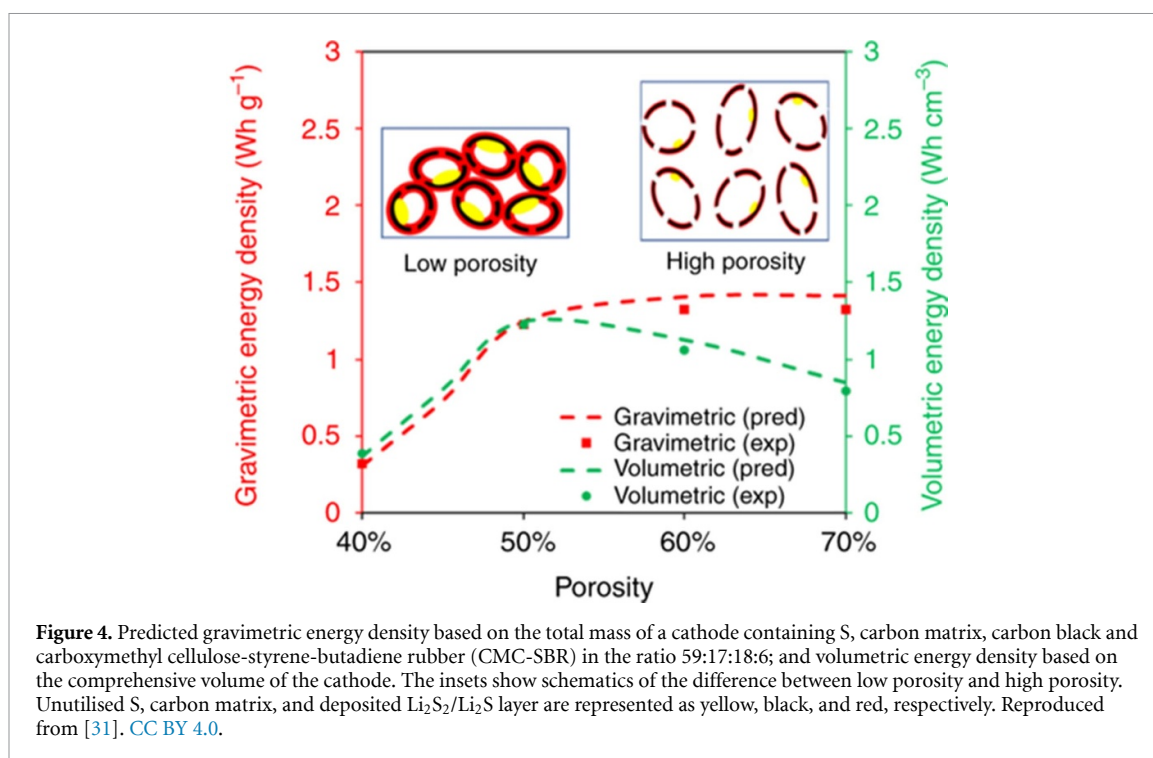 Gravimetric energy density (Wh g⁻¹)
3
2.5
2
1.5
1
0.5
0
Low porosity
High porosity
Gravimetric (pred)
Gravimetric (exp)
Volumetric (pred)
Volumetric (exp)
3
2.5
2
1.5
1
0.5
0
Volumetric energy density (Wh cm⁻³)
40% 50% 60% 70%
Porosity
Figure 4. Predicted gravimetric energy density based on the total mass of a cathode containing S, carbon matrix, carbon black and
carboxymethyl cellulose-styrene-butadiene rubber (CMC-SBR) in the ratio 59:17:18:6; and volumetric energy density based on
the comprehensive volume of the cathode. The insets show schematics of the difference between low porosity and high porosity.
Unutilised S, carbon matrix, and deposited Li₂S₂/Li₂S layer are represented as yellow, black, and red, respectively. Reproduced
from [31]. CC BY 4.0.